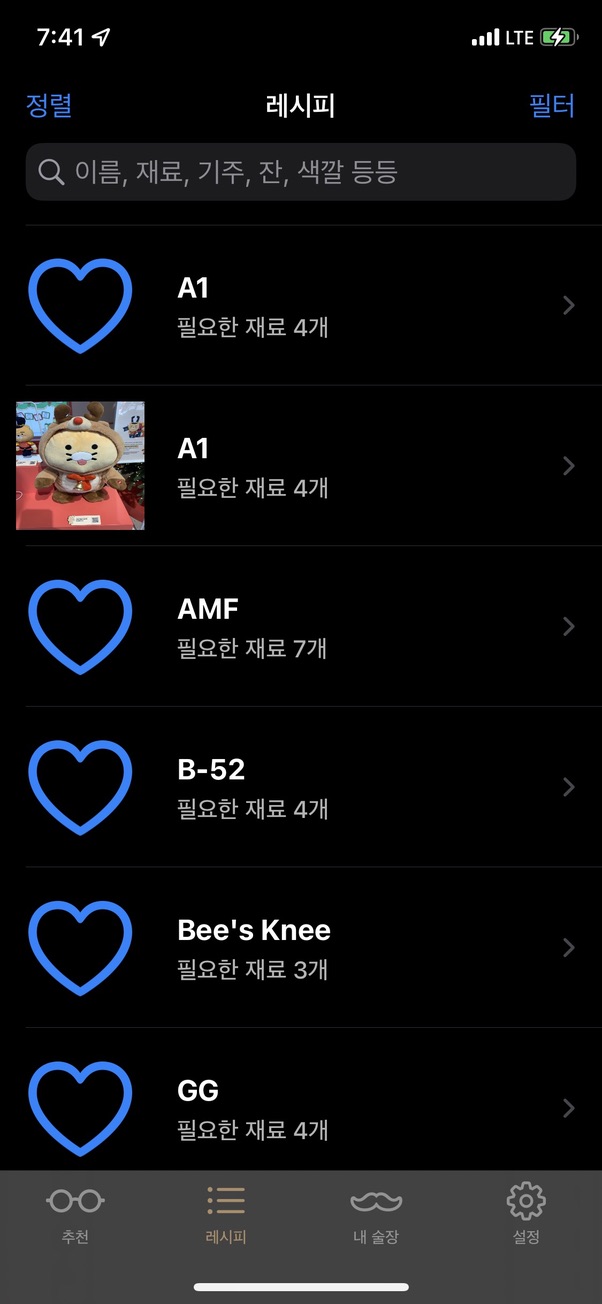 7:41
LTE
정렬
레시피
필터
이름, 재료, 기주, 잔, 색깔 등등
A1
필요한 재료 4개
A1
필요한 재료 4개
AMF
필요한 재료 7개
B-52
필요한 재료 4개
Bee's Knee
필요한 재료 3개
GG
필요한 재료 4개
추천
레시피
내 술장
설정